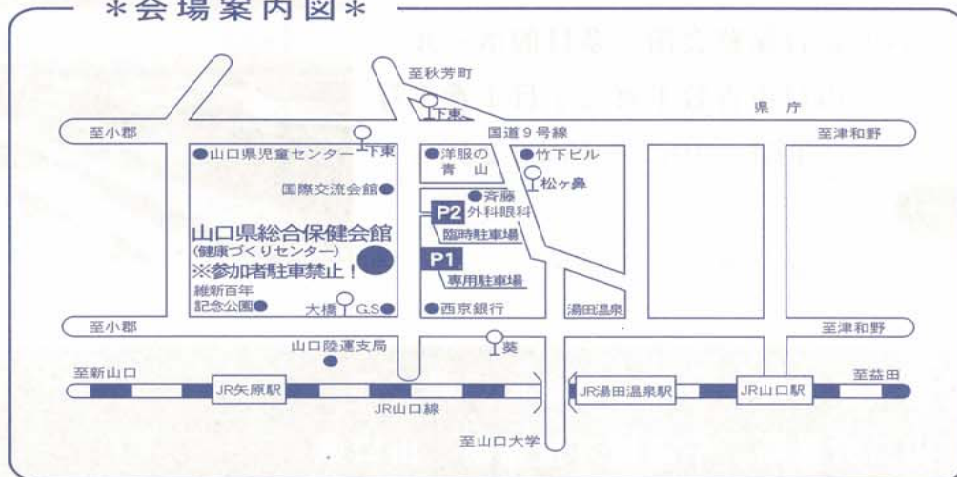 ＊会場案内図＊
至秋芳町
下東
県庁
至小郡
国道9号線
至津和野
山口県児童センター
下東
洋服の
青山
竹下ビル
松ヶ鼻
国際交流会館
斉藤
外科眼科
P2
臨時駐車場
山口県総合保健会館
(健康づくりセンター)
※参加者駐車禁止！
P1
専用駐車場
維新百年
記念公園
大橋
G.S
西京銀行
湯田温泉
至小郡
至津和野
葵
山口陸運支局
至新山口
JR矢原駅
JR山口線
JR湯田温泉駅
JR山口駅
至益田
至山口大学